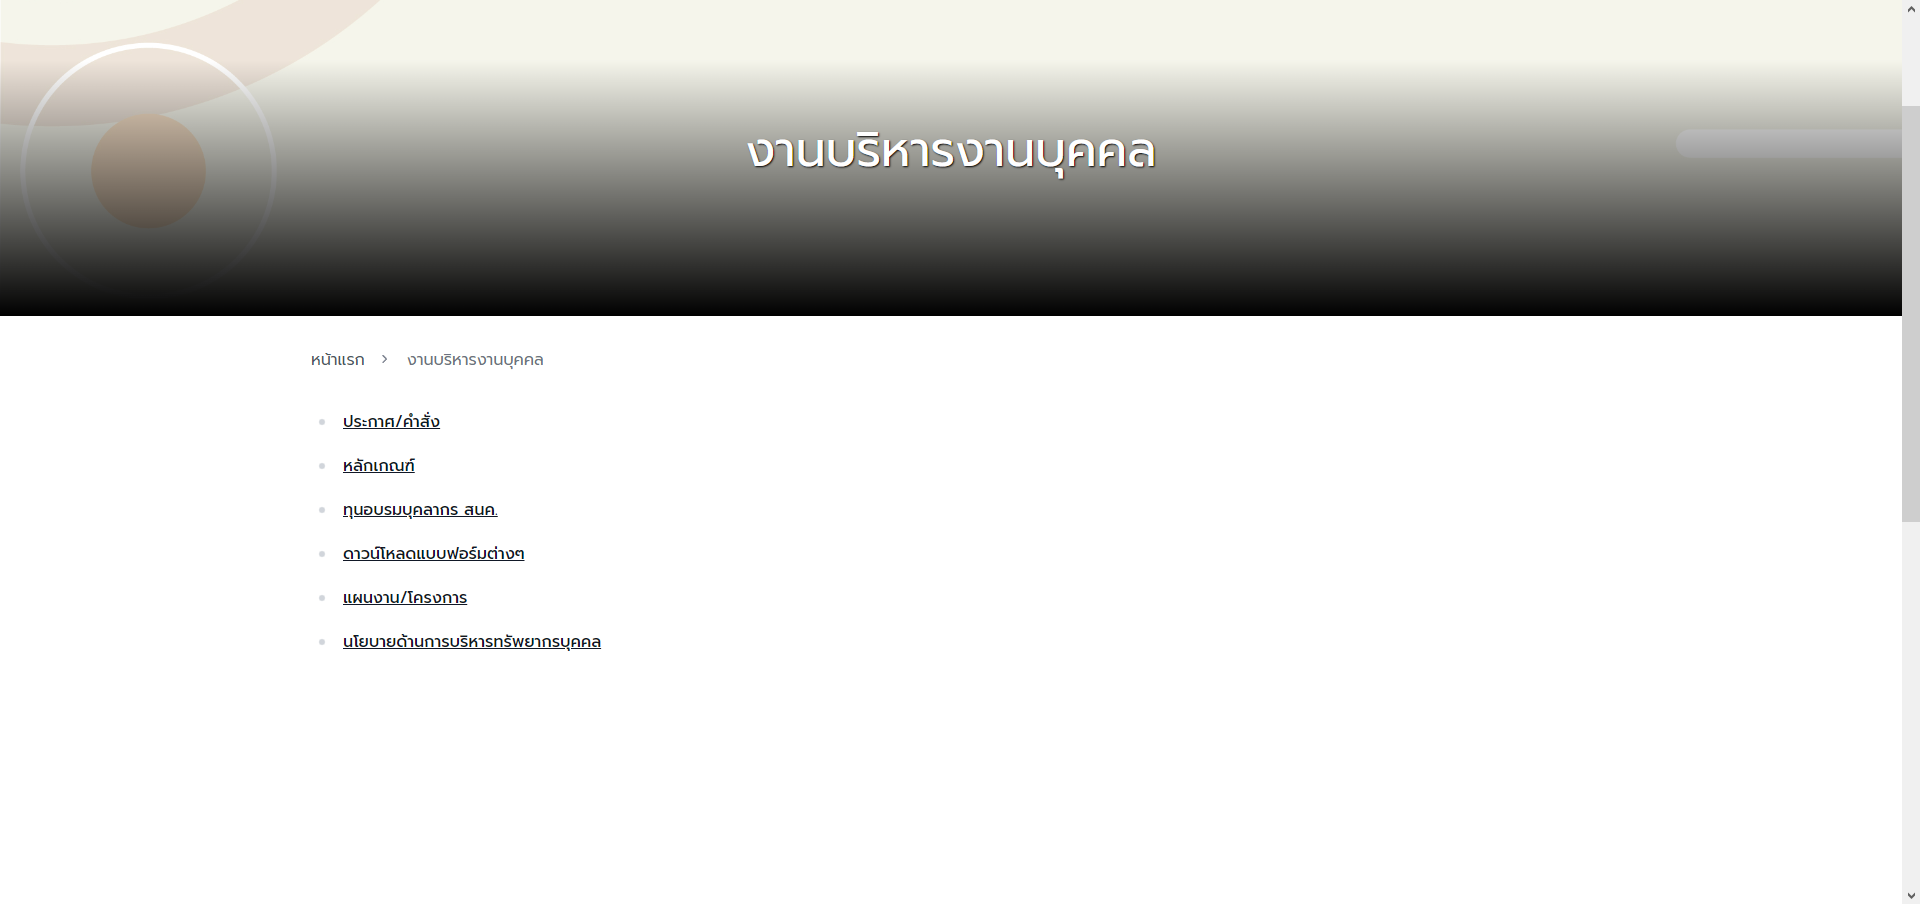 งานบริหารงานบุคคล
หน้าแรก > งานบริหารงานบุคคล
ประกาศ/คำสั่ง
หลักเกณฑ์
ทุนอบรมบุคลากร สนค.
ดาวน์โหลดแบบฟอร์มต่างๆ
แผนงาน/โครงการ
นโยบายด้านการบริหารทรัพยากรบุคคล